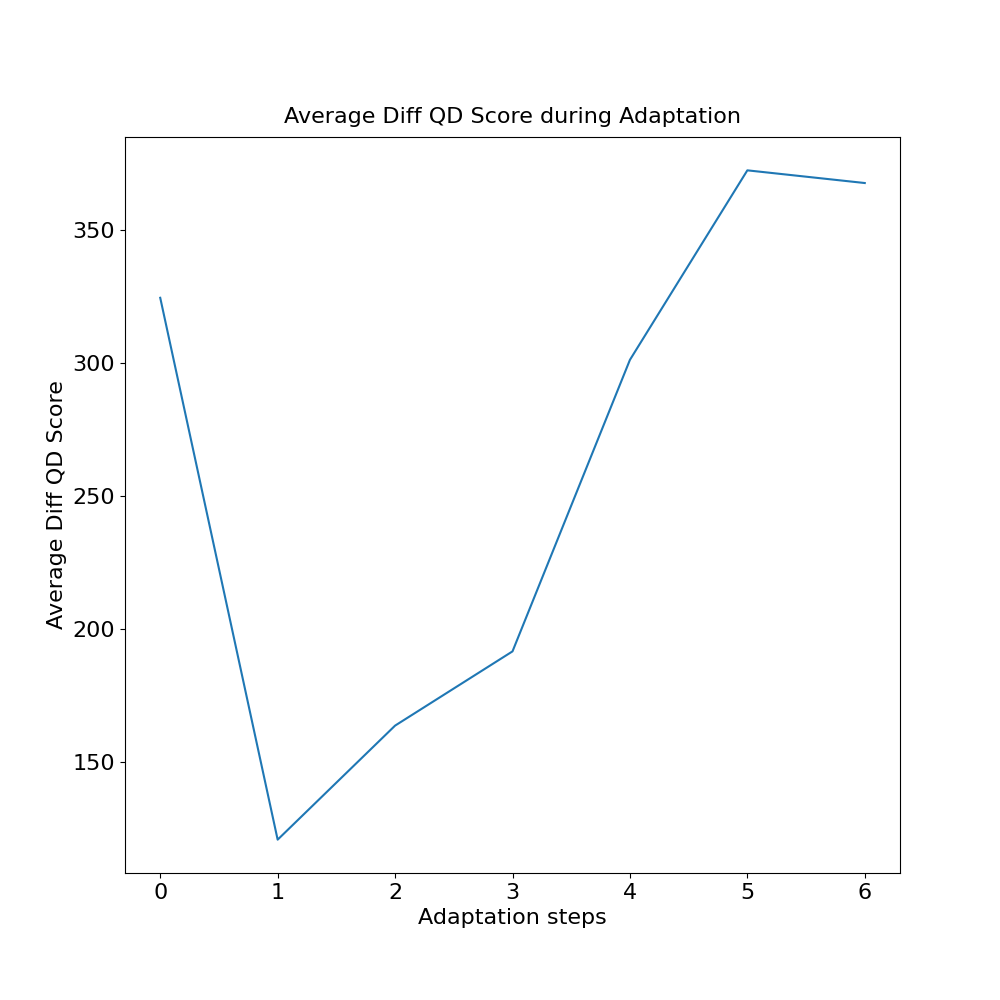 Average Diff QD Score during Adaptation
Average Diff QD Score
350
300
250
200
150
0 1 2 3 4 5 6
Adaptation steps